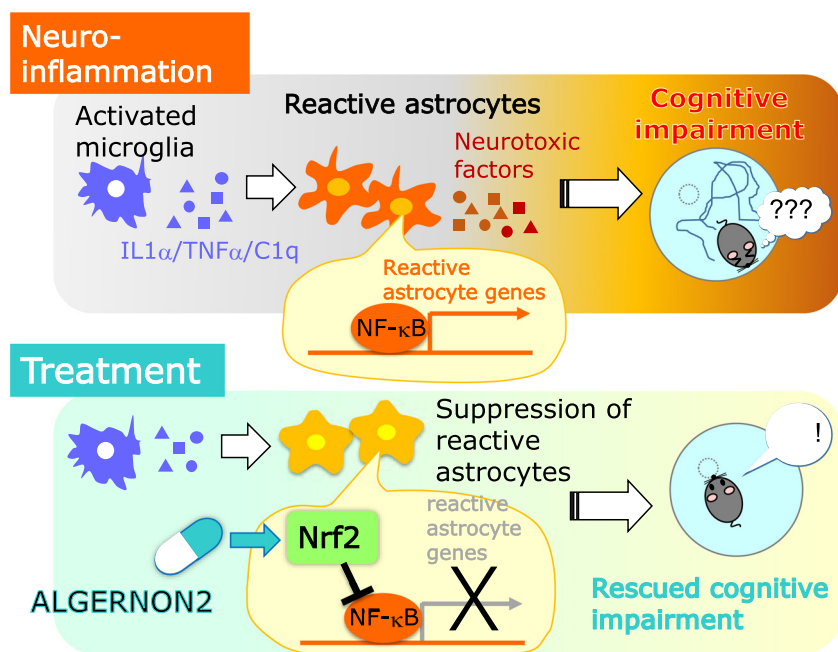 Neuro-
inflammation
Activated
microglia
IL1α/TNFα/C1q
Reactive astrocytes
Neurotoxic
factors
Cognitive
impairment
???
Reactive
astrocyte genes
NF-κB
Treatment
Suppression of
reactive
astrocytes
!
ALGERNON2
Nrf2
reactive
astrocyte
genes
NF-κB
Rescued cognitive
impairment